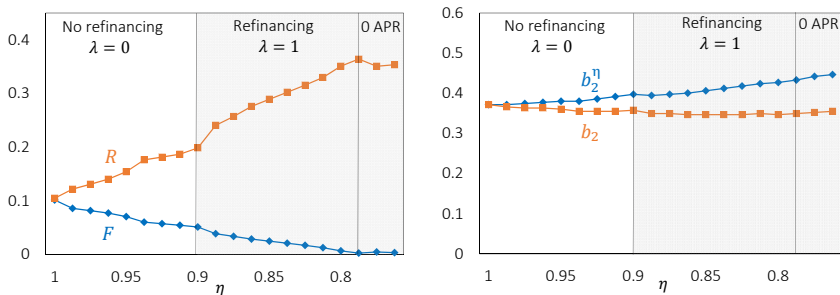 No refinancing
λ = 0
Refinancing
λ = 1
0 APR
0.4
0.3
0.2
0.1
0
R
F
1
0.95
0.9
0.85
0.8
η
No refinancing
λ = 0
Refinancing
λ = 1
0 APR
0.6
0.5
0.4
0.3
0.2
0.1
0
b₂^η
b₂
1
0.95
0.9
0.85
0.8
η